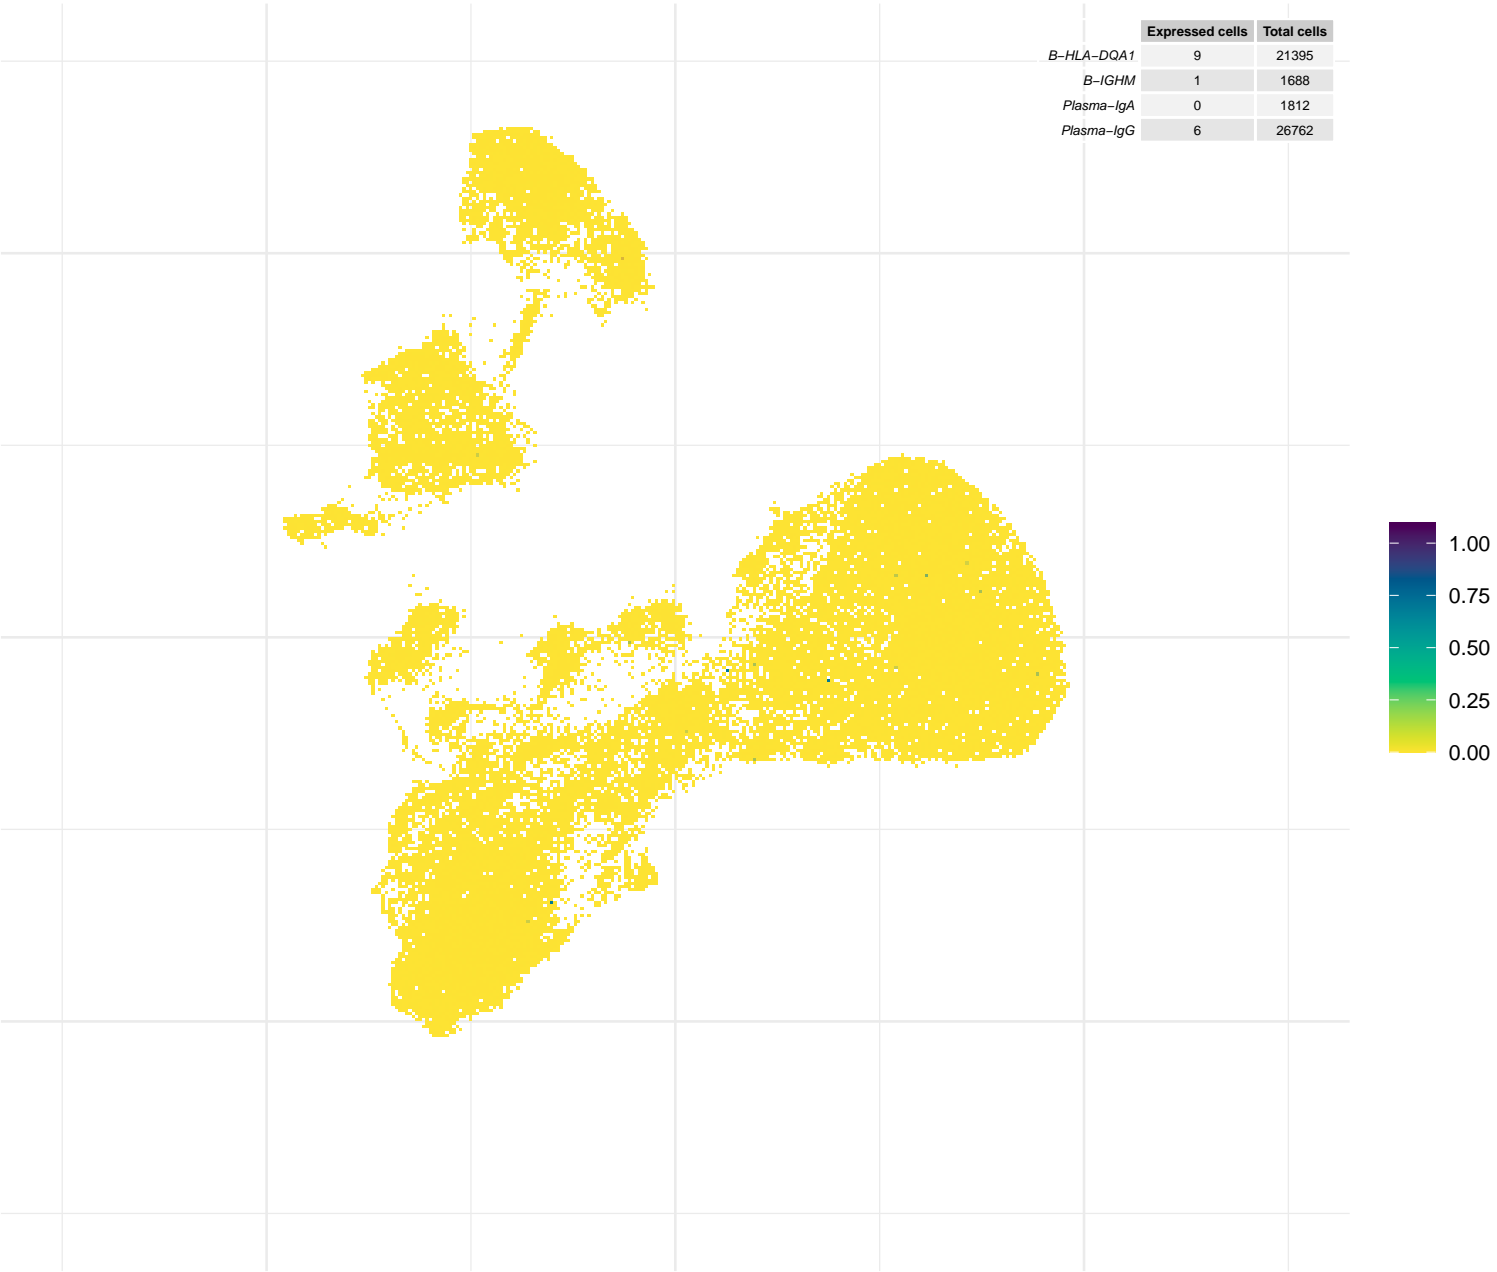 Expressed cells Total cells
B−HLA−DQA1 9 21395
B−IGHM 1 1688
Plasma−IgA 0 1812
Plasma−IgG 6 26762
1.00
0.75
0.50
0.25
0.00